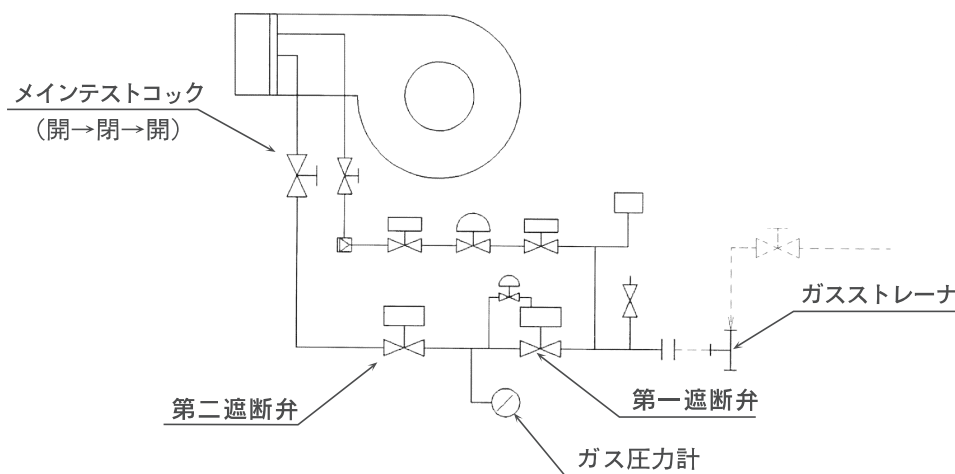 メインテストコック
（開→閉→開）
ガスストレーナ
第二遮断弁
第一遮断弁
ガス圧力計